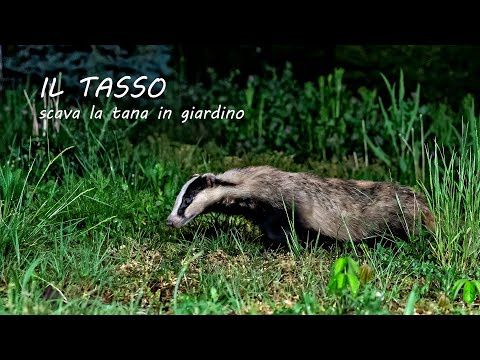 IL TASSO
scava la tana in giardino